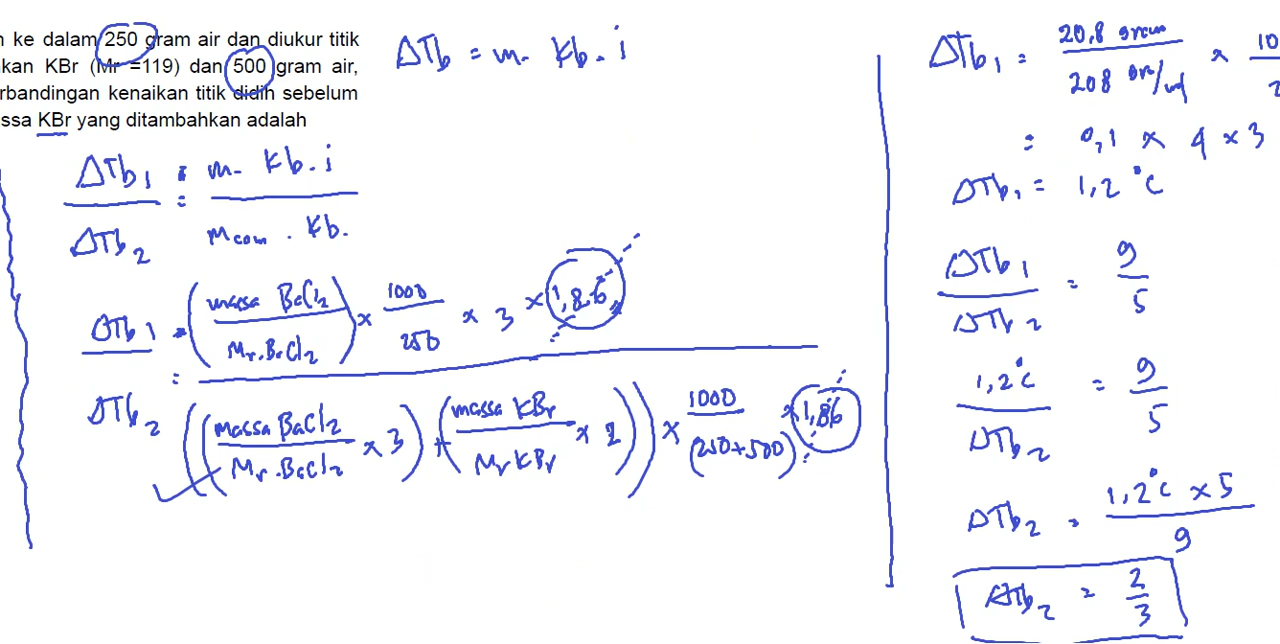 n ke dalam 250 gram air dan diukur titik
kan KBr (Mr =119) dan 500 gram air,
rbandingan kenaikan titik didih sebelum
ssa KBr yang ditambahkan adalah
ΔTb = m. Kb. i
ΔTb1 = m. Kb. i
ΔTb2 mcom . Kb.
ΔTb1 = (massa BaCl2 / Mr.BaCl2) x 1000/250 x 3 x 1,86
ΔTb2 ((massa BaCl2 / Mr.BaCl2 x 3) + (massa KBr / Mr KBr x 2)) x 1000/(250+500) x 1,86
ΔTb1 = 20,8 gram / 208 gr/mol x 10
= 0,1 x 4 x 3
ΔTb1 = 1,2 °C
ΔTb1 / ΔTb2 = 9/5
1,2°C / ΔTb2 = 9/5
ΔTb2 = 1,2°C x 5 / 9
ΔTb2 = 2/3